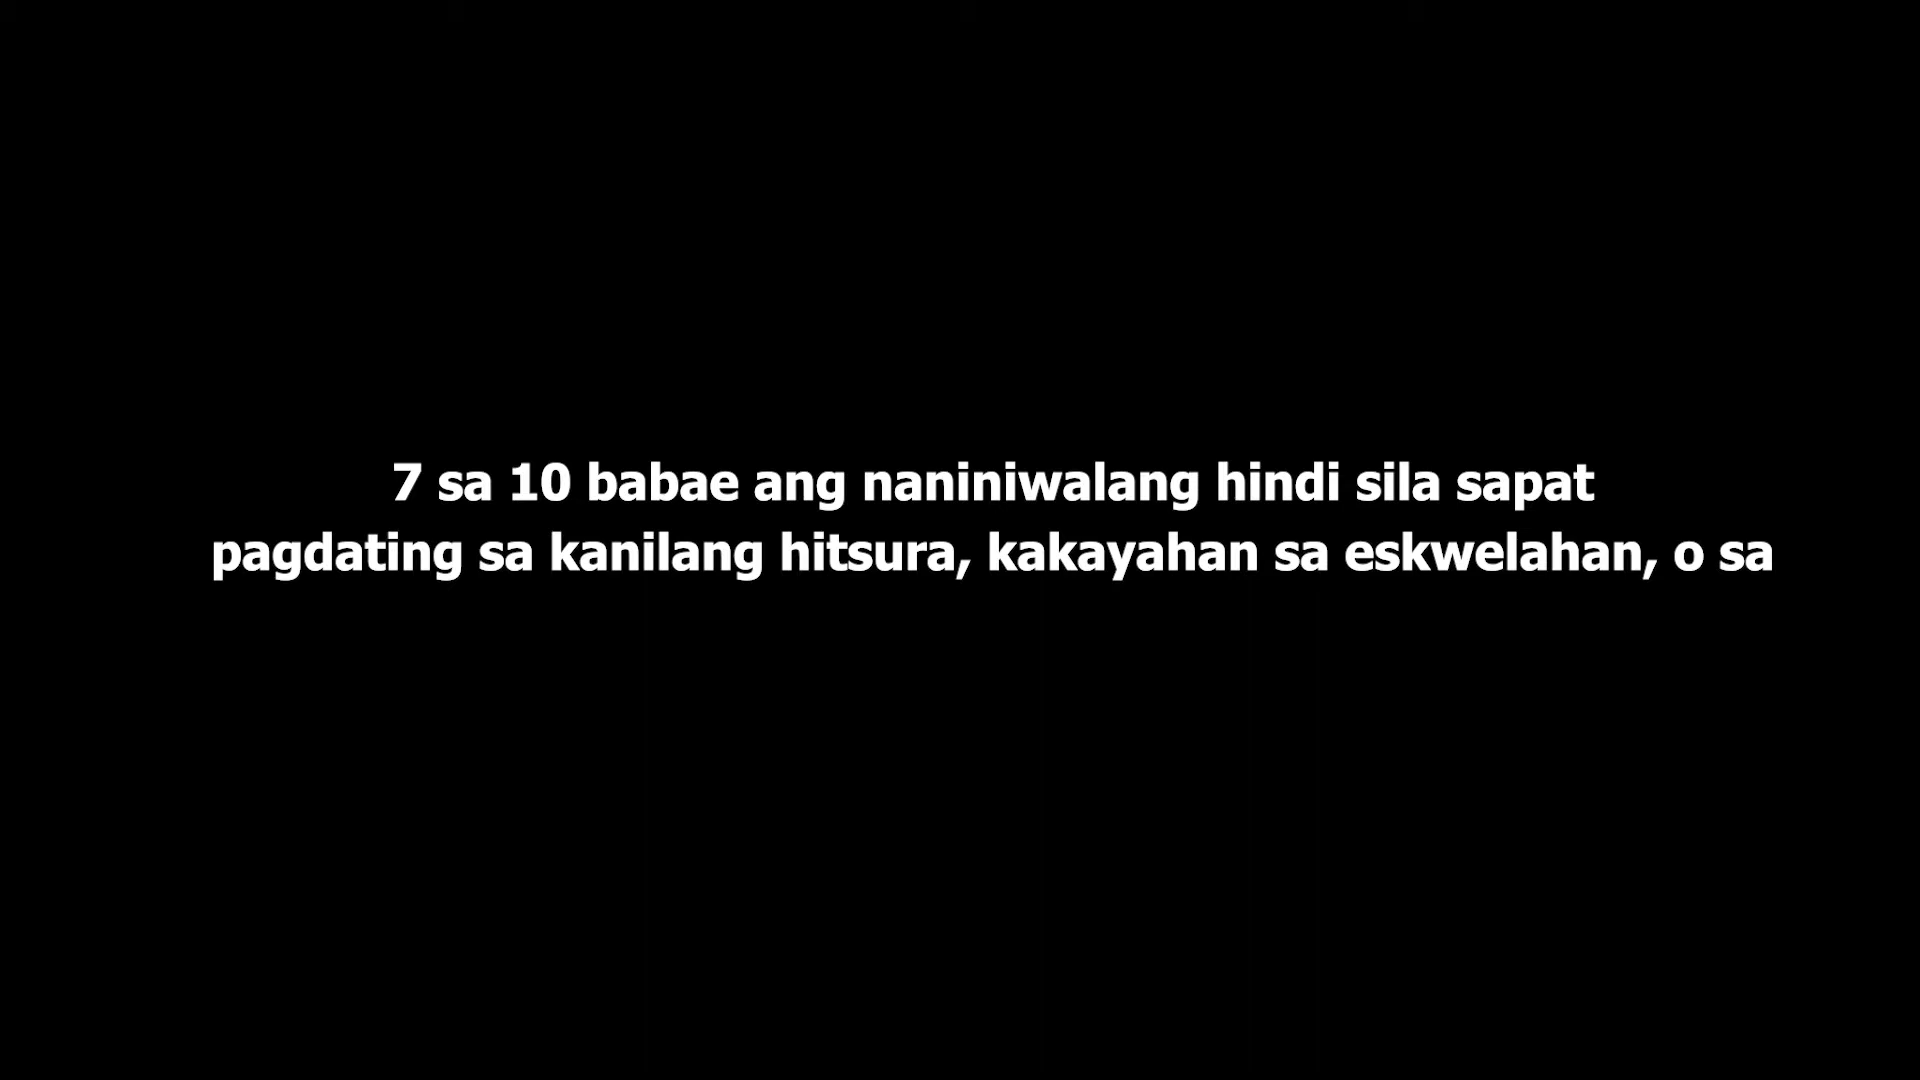 7 sa 10 babae ang naniniwalang hindi sila sapat
pagdating sa kanilang hitsura, kakayahan sa eskwelahan, o sa